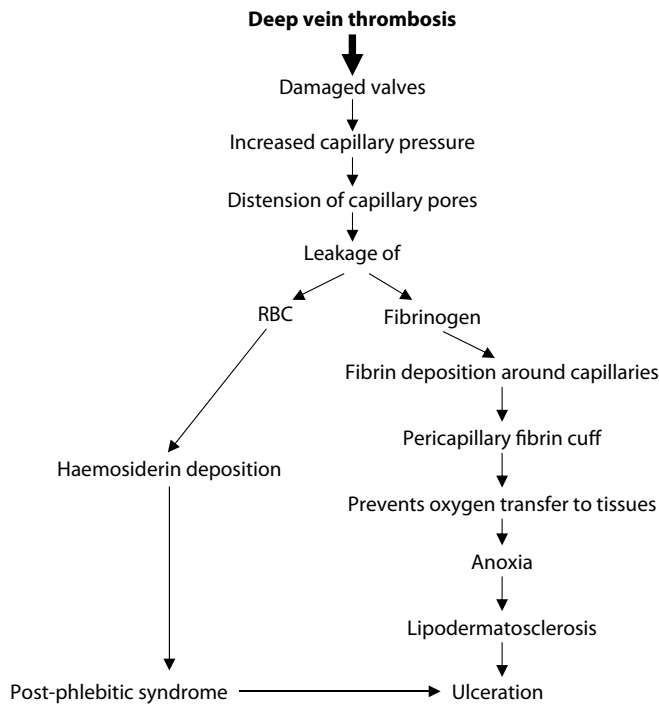 Deep vein thrombosis
Damaged valves
Increased capillary pressure
Distension of capillary pores
Leakage of
RBC
Fibrinogen
Fibrin deposition around capillaries
Pericapillary fibrin cuff
Haemosiderin deposition
Prevents oxygen transfer to tissues
Anoxia
Lipodermatosclerosis
Post-phlebitic syndrome
Ulceration